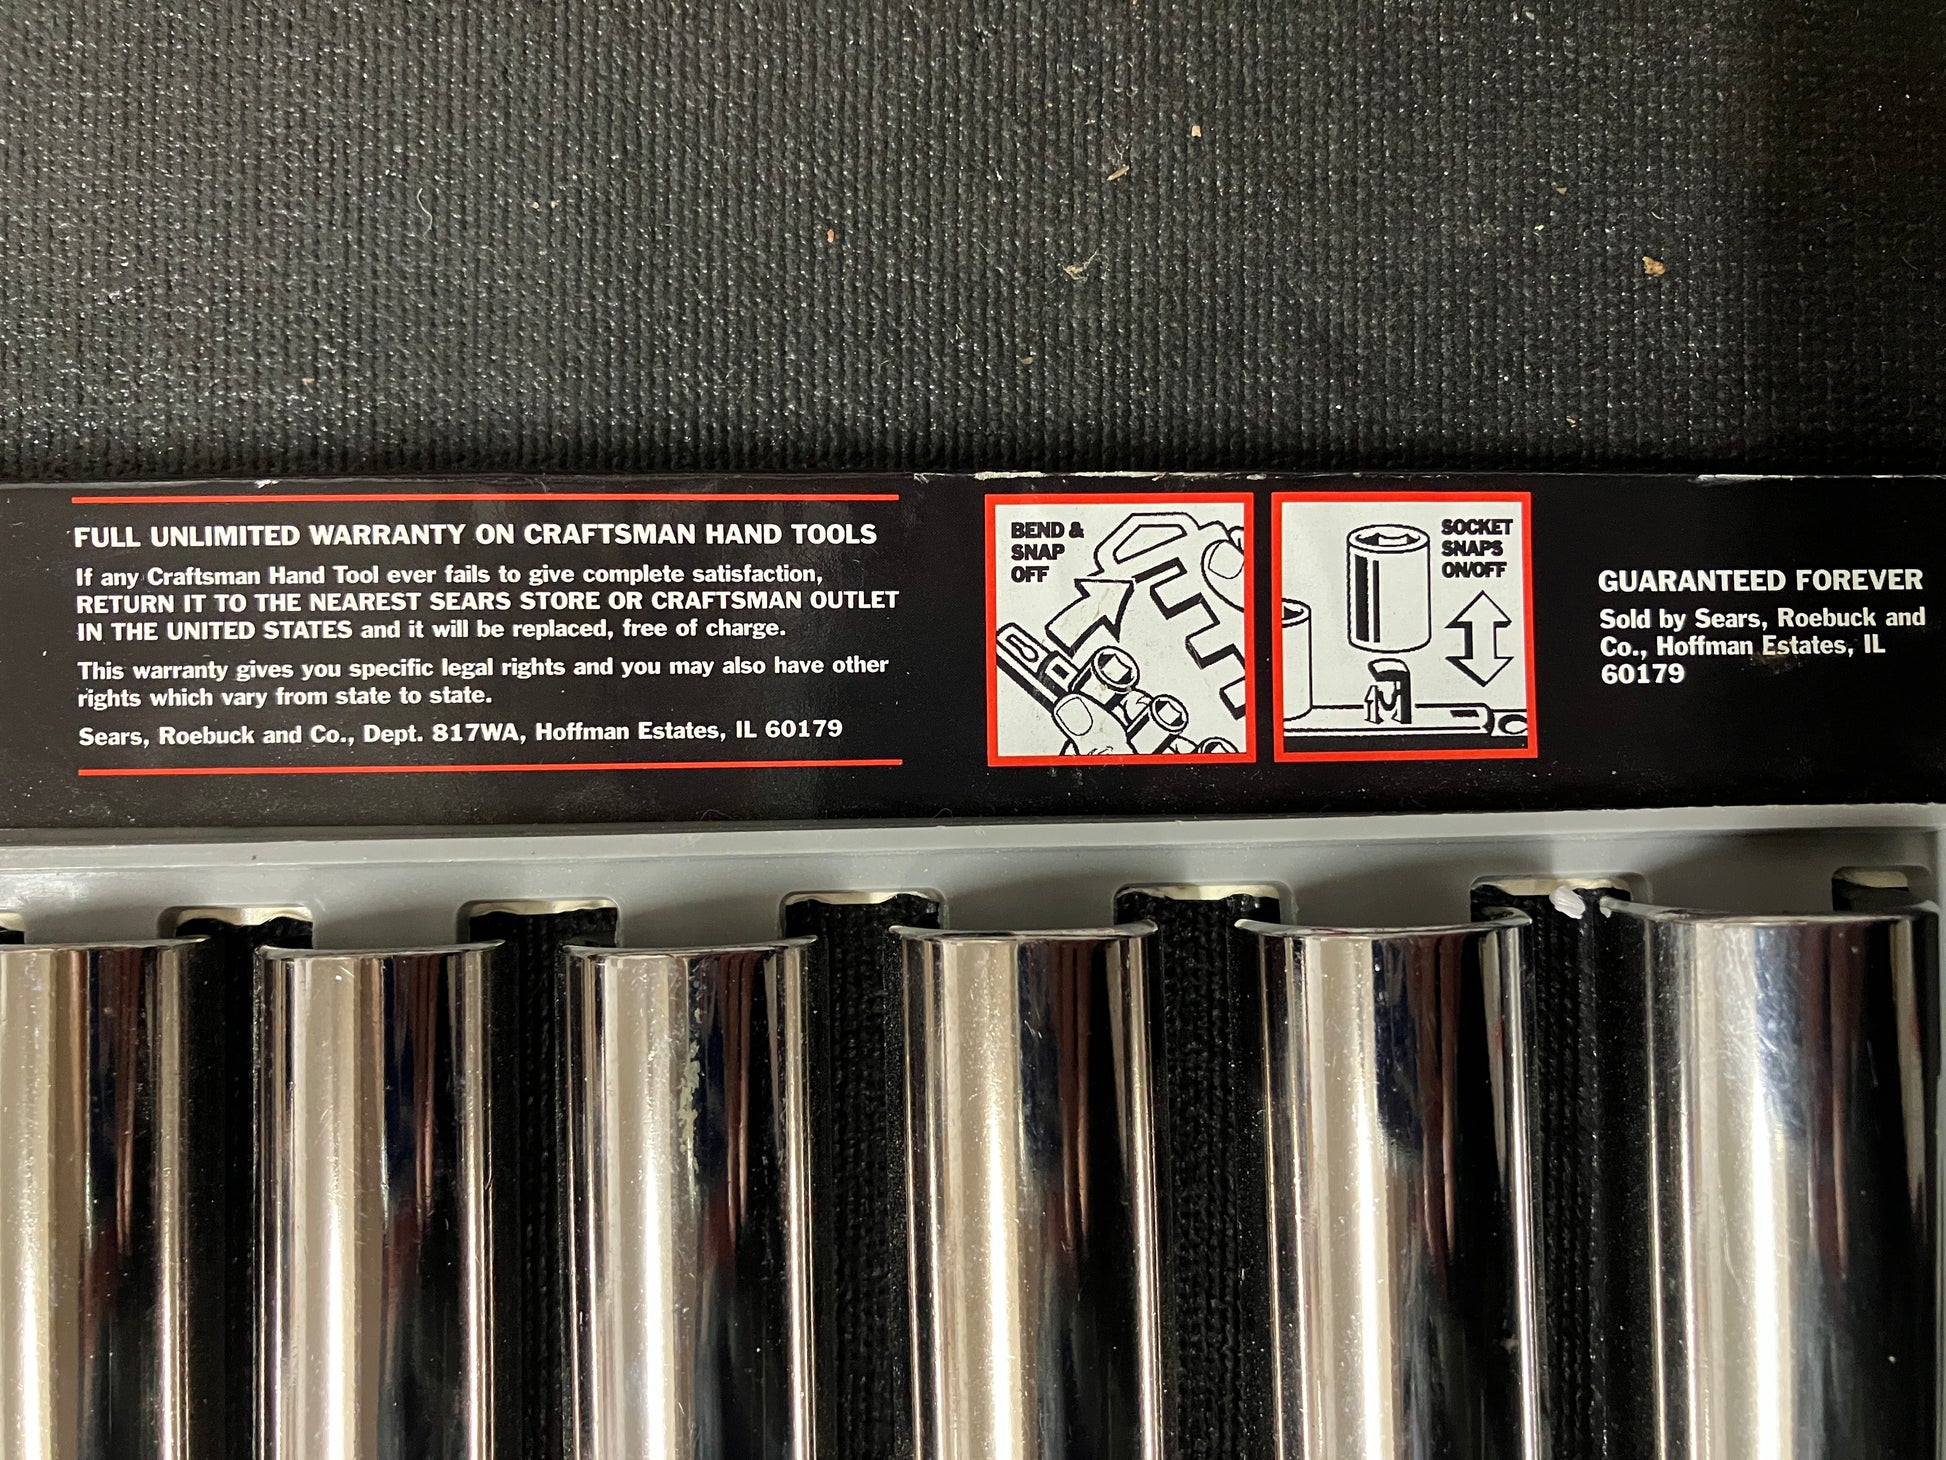 FULL UNLIMITED WARRANTY ON CRAFTSMAN HAND TOOLS
If any Craftsman Hand Tool ever fails to give complete satisfaction,
RETURN IT TO THE NEAREST SEARS STORE OR CRAFTSMAN OUTLET
IN THE UNITED STATES and it will be replaced, free of charge.
This warranty gives you specific legal rights and you may also have other
rights which vary from state to state.
Sears, Roebuck and Co., Dept. 817WA, Hoffman Estates, IL 60179
BEND &
SNAP
OFF
SOCKET
SNAPS
ON/OFF
GUARANTEED FOREVER
Sold by Sears, Roebuck and
Co., Hoffman Estates, IL
60179